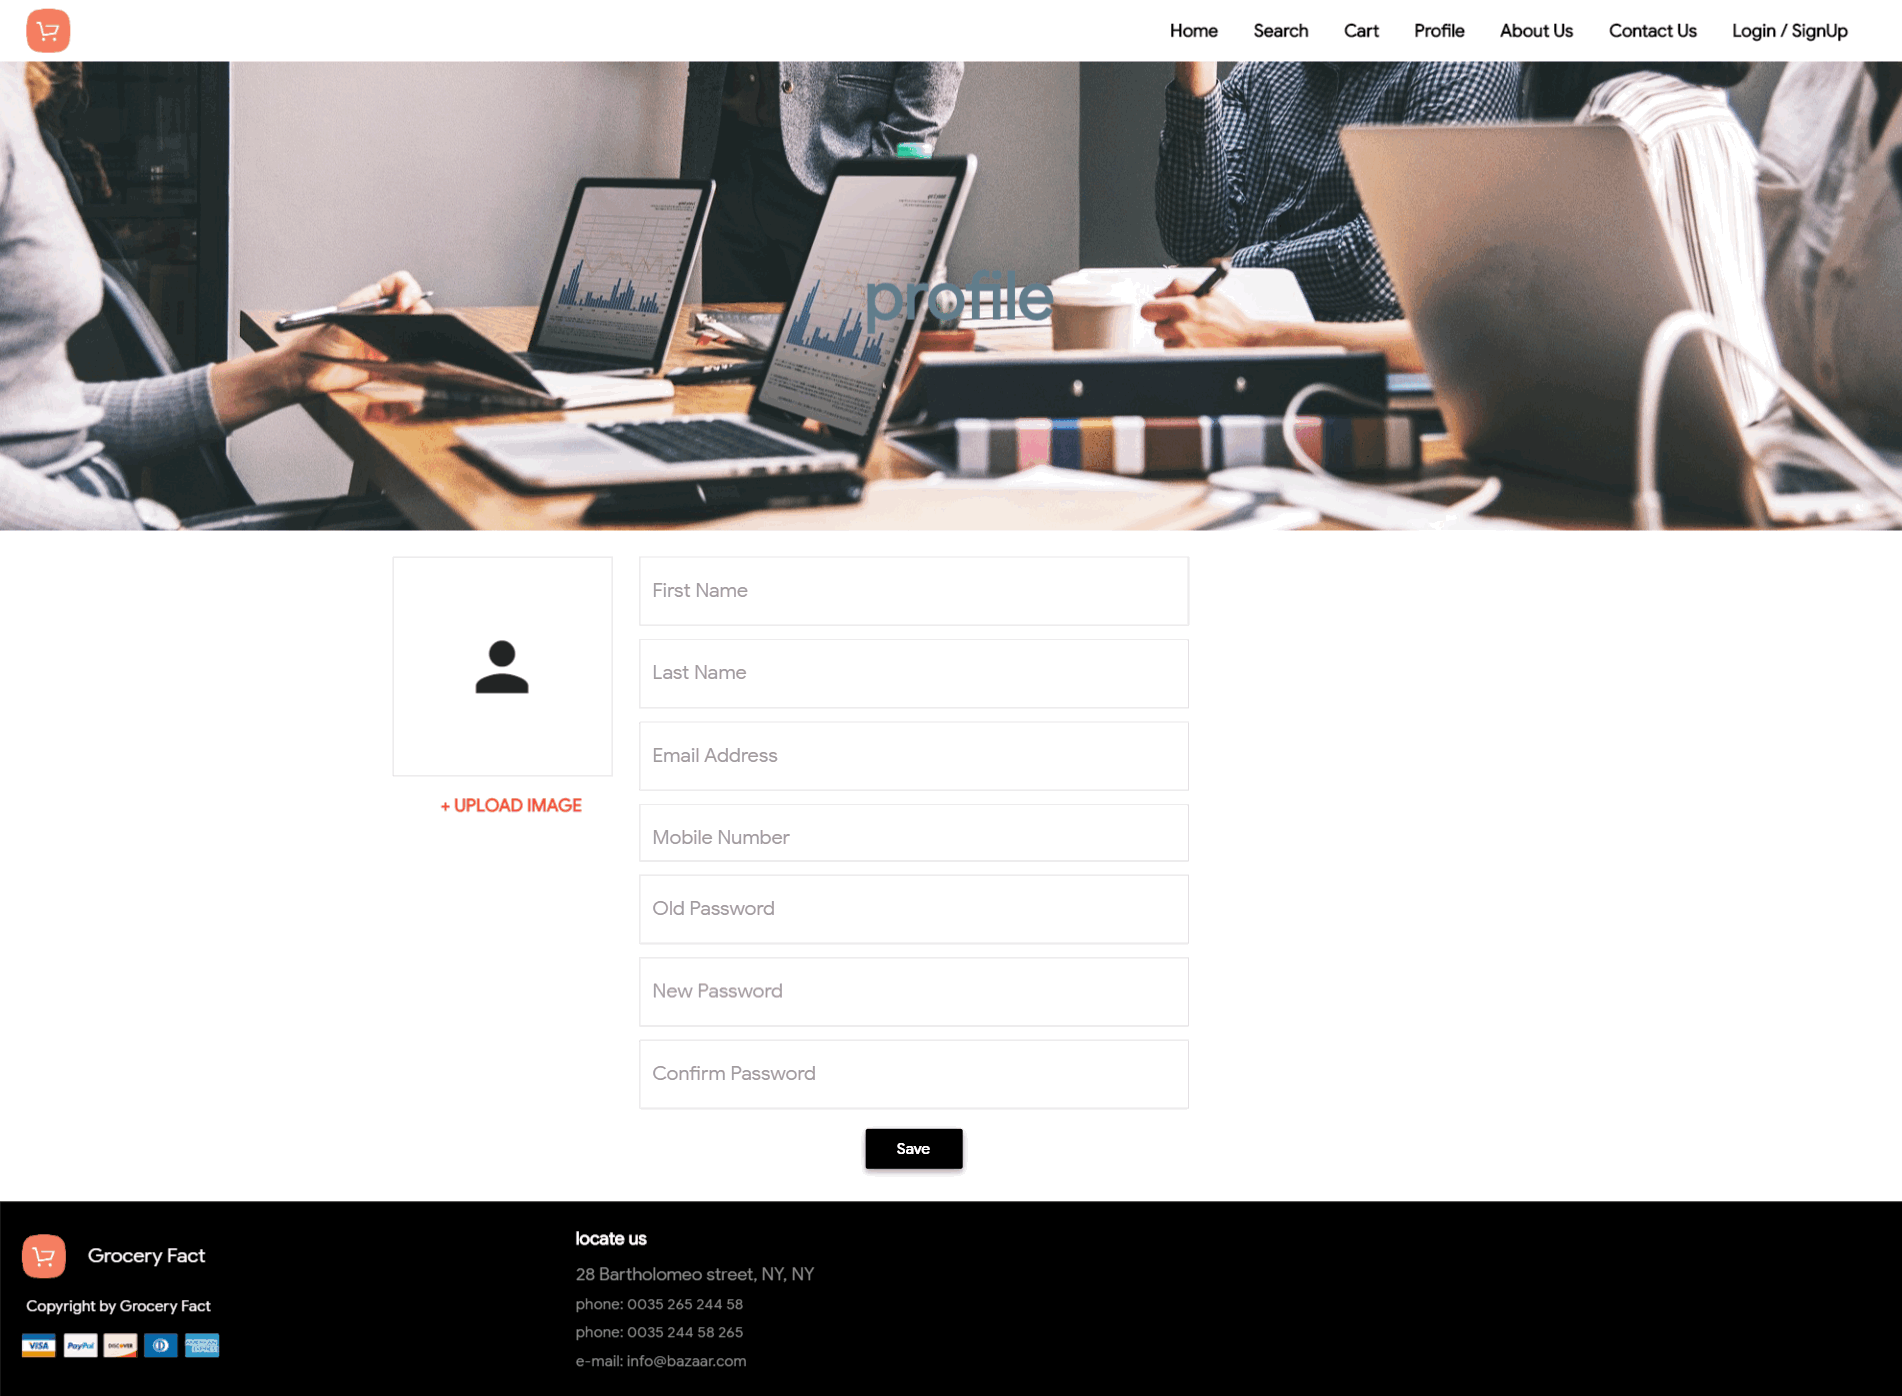 Home Search Cart Profile About Us Contact Us Login / SignUp
profile
First Name
Last Name
Email Address
+ UPLOAD IMAGE
Mobile Number
Old Password
New Password
Confirm Password
Save
Grocery Fact
Copyright by Grocery Fact
VISA PayPal DISCOVER AMERICAN EXPRESS
locate us
28 Bartholomeo street, NY, NY
phone: 0035 265 244 58
phone: 0035 244 58 265
e-mail: info@bazaar.com